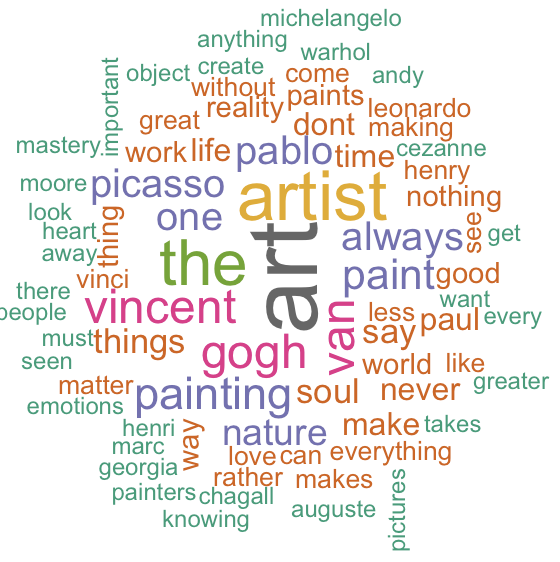 michelangelo
anything
warhol
important
object
create
come
andy
without
paints
reality
leonardo
great
dont
making
mastery
work
life
pablo
time
cezanne
moore
picasso
artist
henry
nothing
look
thing
one
art
always
see
get
heart
away
the
paint
good
there
vinci
vincent
van
want
people
less
paul
every
must
things
gogh
say
seen
world
like
matter
painting
soul
never
greater
emotions
henri
way
nature
make
takes
marc
love
can
everything
georgia
rather
makes
painters
chagall
auguste
pictures
knowing